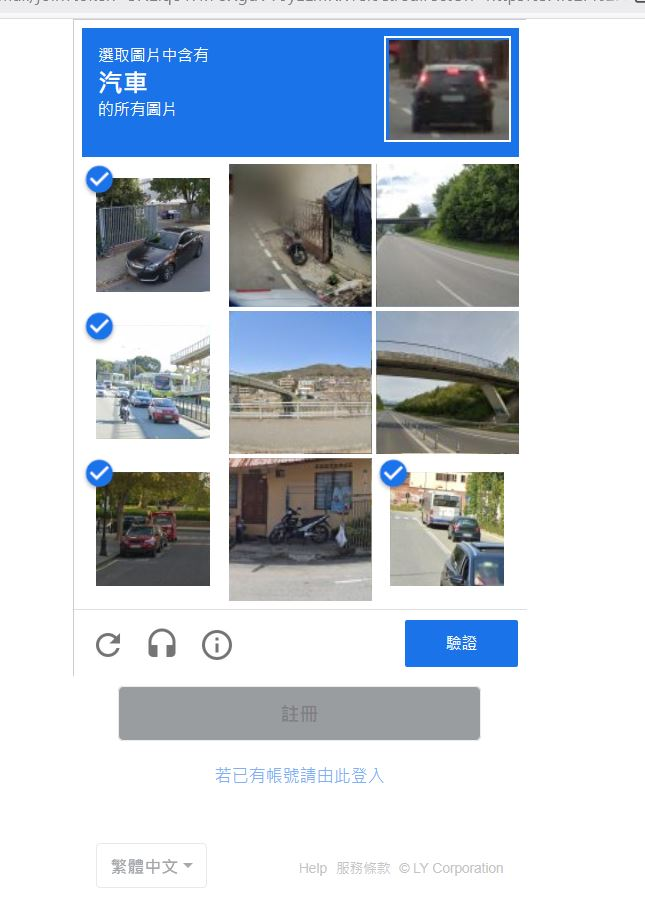 選取圖片中含有
汽車
的所有圖片
驗證
註冊
若已有帳號請由此登入
繁體中文
Help 服務條款 © LY Corporation